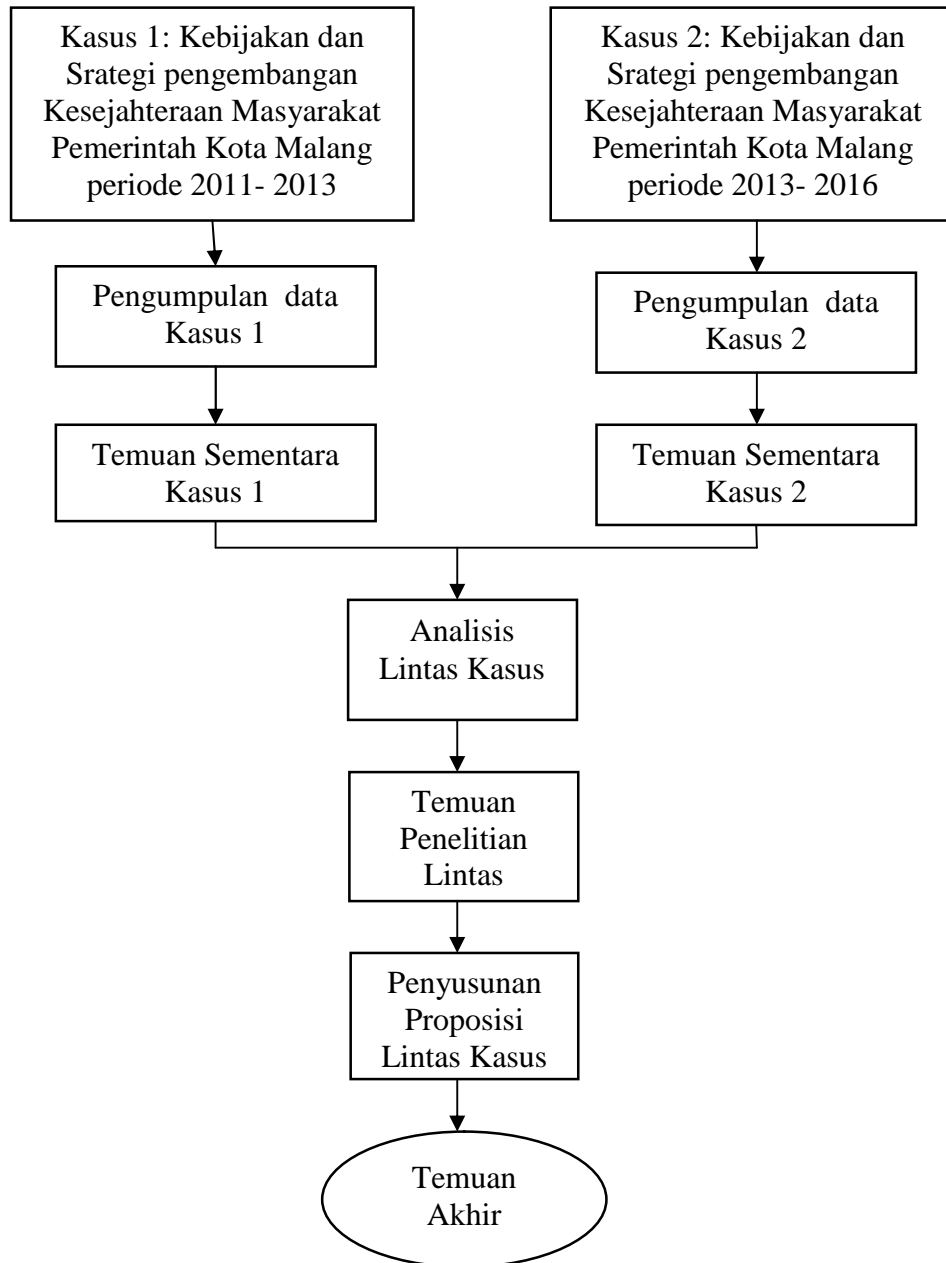 Kasus 1: Kebijakan dan
Srategi pengembangan
Kesejahteraan Masyarakat
Pemerintah Kota Malang
periode 2011- 2013
Kasus 2: Kebijakan dan
Srategi pengembangan
Kesejahteraan Masyarakat
Pemerintah Kota Malang
periode 2013- 2016
Pengumpulan  data
Kasus 1
Pengumpulan  data
Kasus 2
Temuan Sementara
Kasus 1
Temuan Sementara
Kasus 2
Analisis
Lintas Kasus
Temuan
Penelitian
Lintas
Penyusunan
Proposisi
Lintas Kasus
Temuan
Akhir